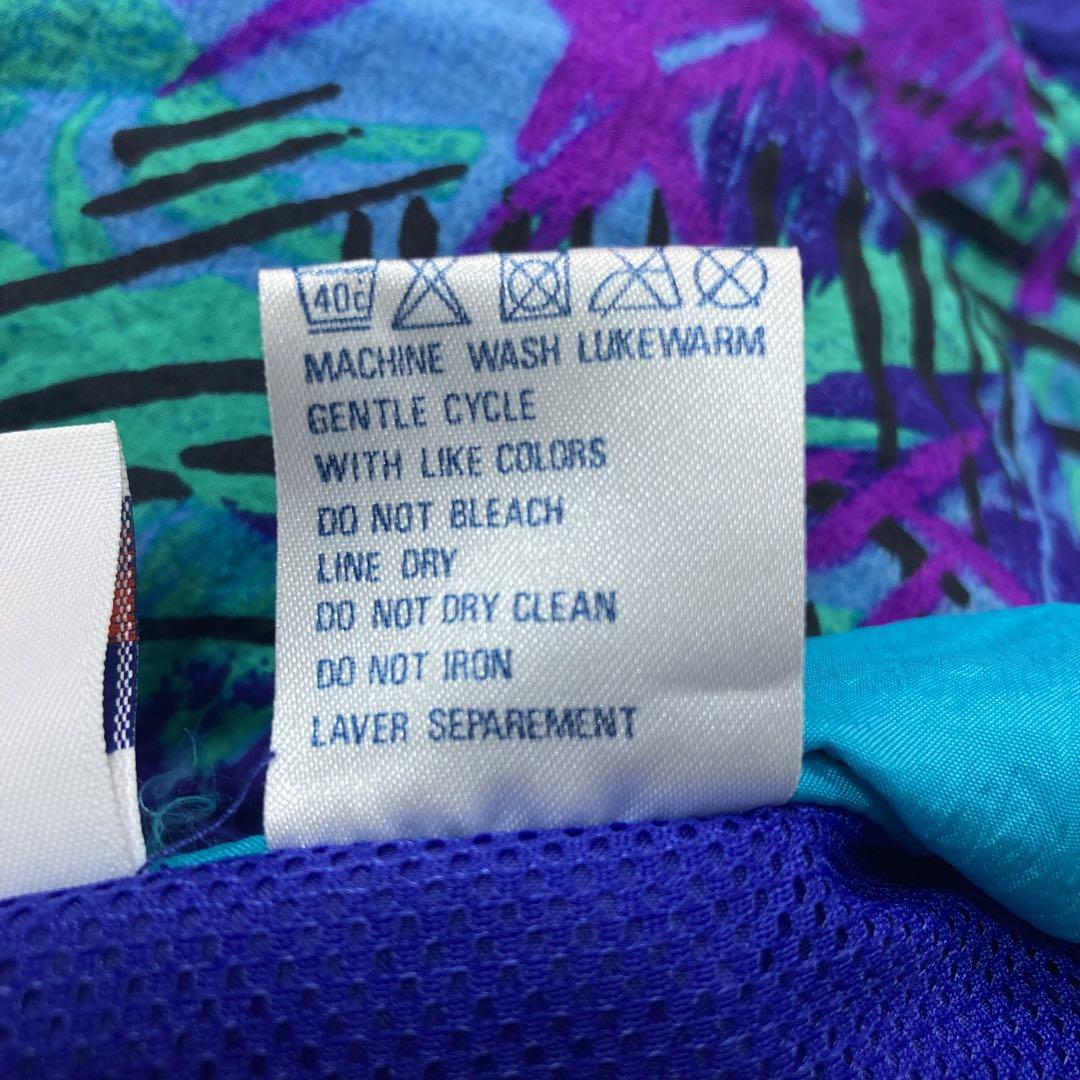 40c
MACHINE WASH LUKEWARM
GENTLE CYCLE
WITH LIKE COLORS
DO NOT BLEACH
LINE DRY
DO NOT DRY CLEAN
DO NOT IRON
LAVER SEPAREMENT